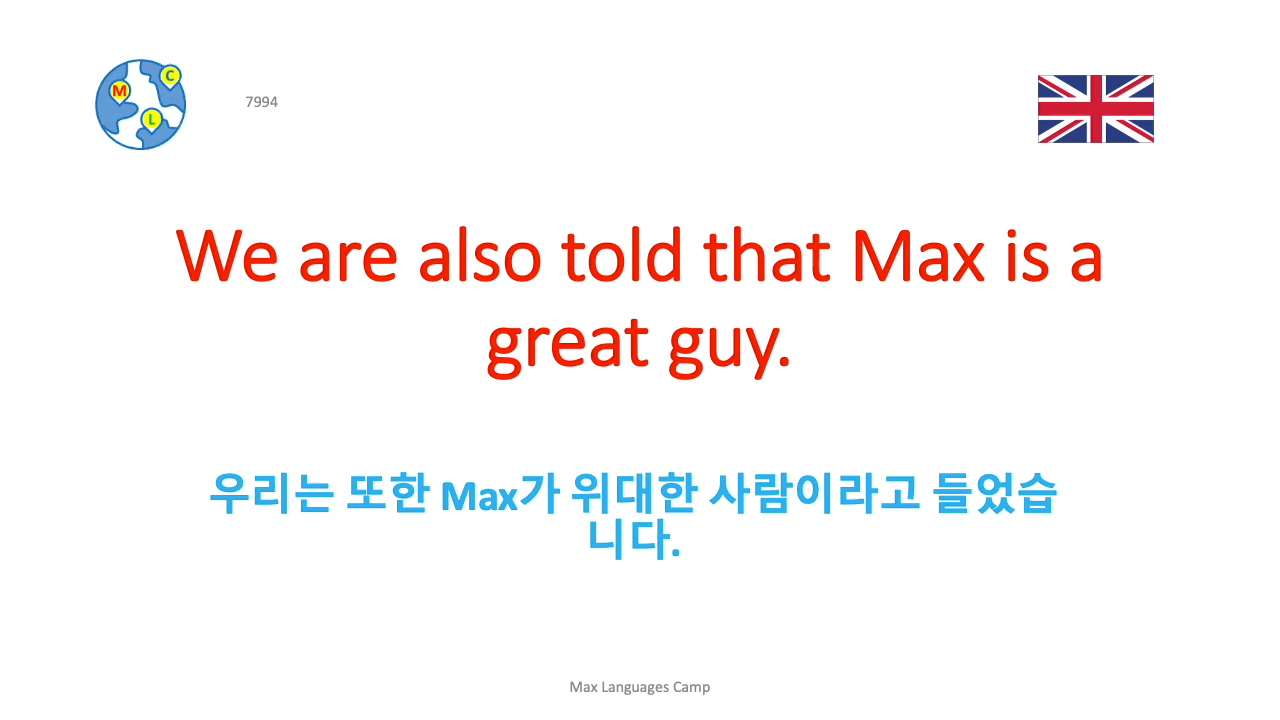 C
M
L
7994
We are also told that Max is a
great guy.
우리는 또한 Max가 위대한 사람이라고 들었습
니다.
Max Languages Camp